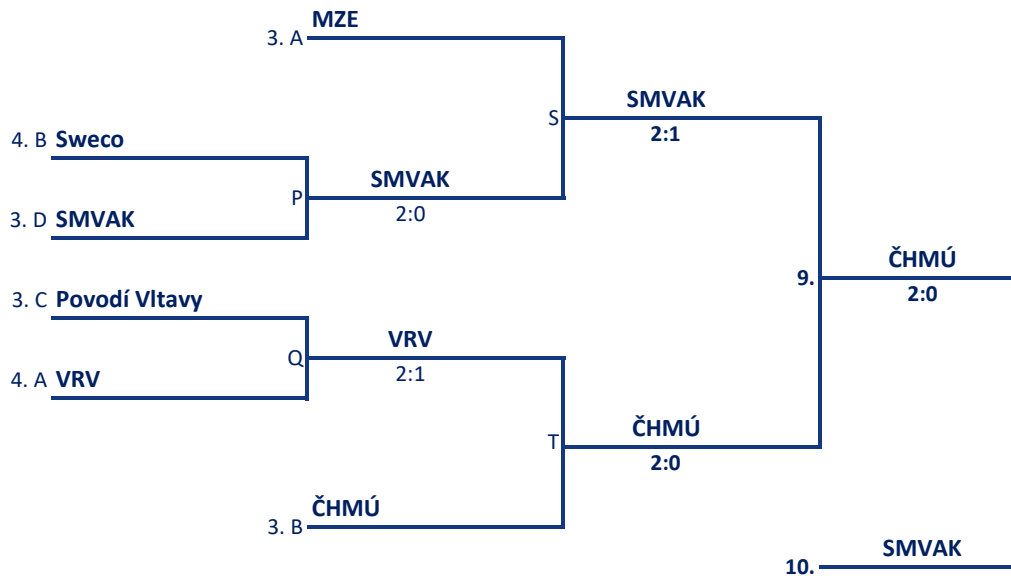 MZE
3. A
SMVAK
S
2:1
4. B Sweco
SMVAK
P
2:0
3. D SMVAK
ČHMÚ
9.
2:0
3. C Povodí Vltavy
VRV
Q
2:1
4. A VRV
ČHMÚ
T
2:0
ČHMÚ
3. B
SMVAK
10.